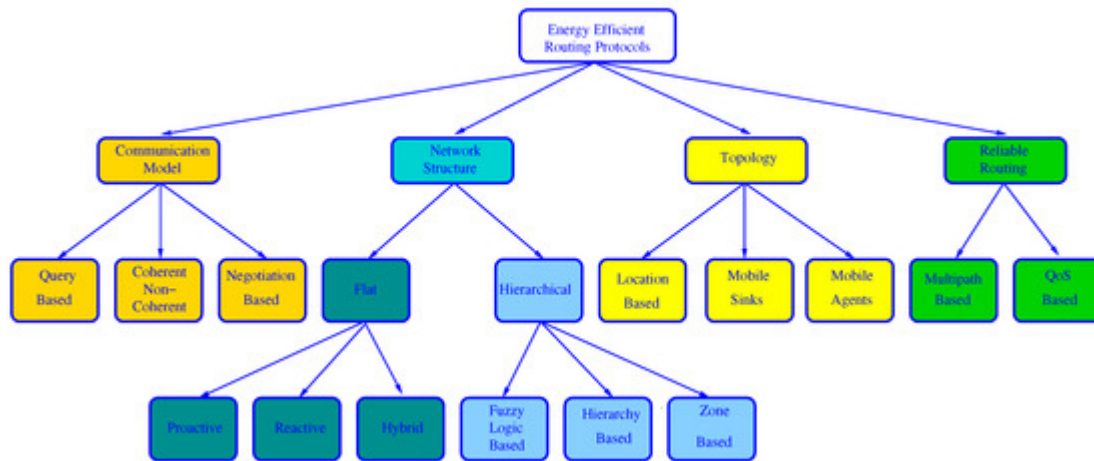 Energy Efficient
Routing Protocols
Communication
Model
Network
Structure
Topology
Reliable
Routing
Query
Based
Coherent
Non-
Coherent
Negotiation
Based
Flat
Hierarchical
Location
Based
Mobile
Sinks
Mobile
Agents
Multipath
Based
QoS
Based
Proactive
Reactive
Hybrid
Fuzzy
Logic
Based
Hierarchy
Based
Zone
Based